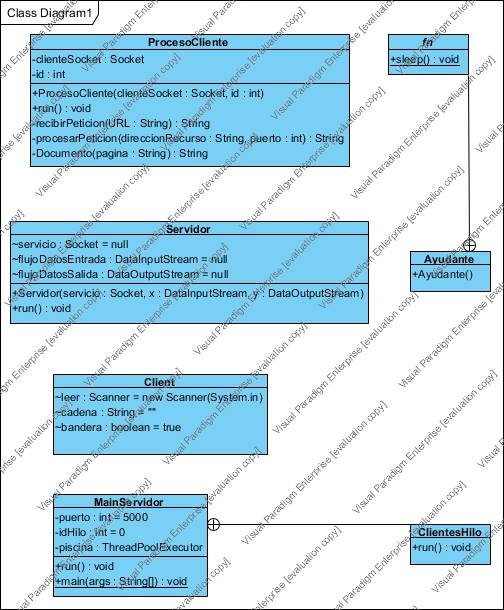 Class Diagram1
ProcesoCliente
-clienteSocket : Socket
-id : int
+ProcesoCliente(clienteSocket : Socket, id : int)
+run() : void
-recibirPeticion(URL : String) : String
-procesarPeticion(direccionRecurso : String, puerto : int) : String
-Documento(pagina : String) : String
fn
+sleep() : void
Servidor
~servicio : Socket = null
~flujoDatosEntrada : DataInputStream = null
~flujoDatosSalida : DataOutputStream = null
+Servidor(servicio : Socket, x : DataInputStream, y : DataOutputStream)
+run() : void
Ayudante
+Ayudante()
Client
~leer : Scanner = new Scanner(System.in)
~cadena : String = ""
~bandera : boolean = true
MainServidor
-puerto : int = 5000
-idHilo : int = 0
-piscina : ThreadPoolExecutor
+run() : void
+main(args : String[]) : void
ClientesHilo
+run() : void
Visual Paradigm Enterprise [evaluation copy]